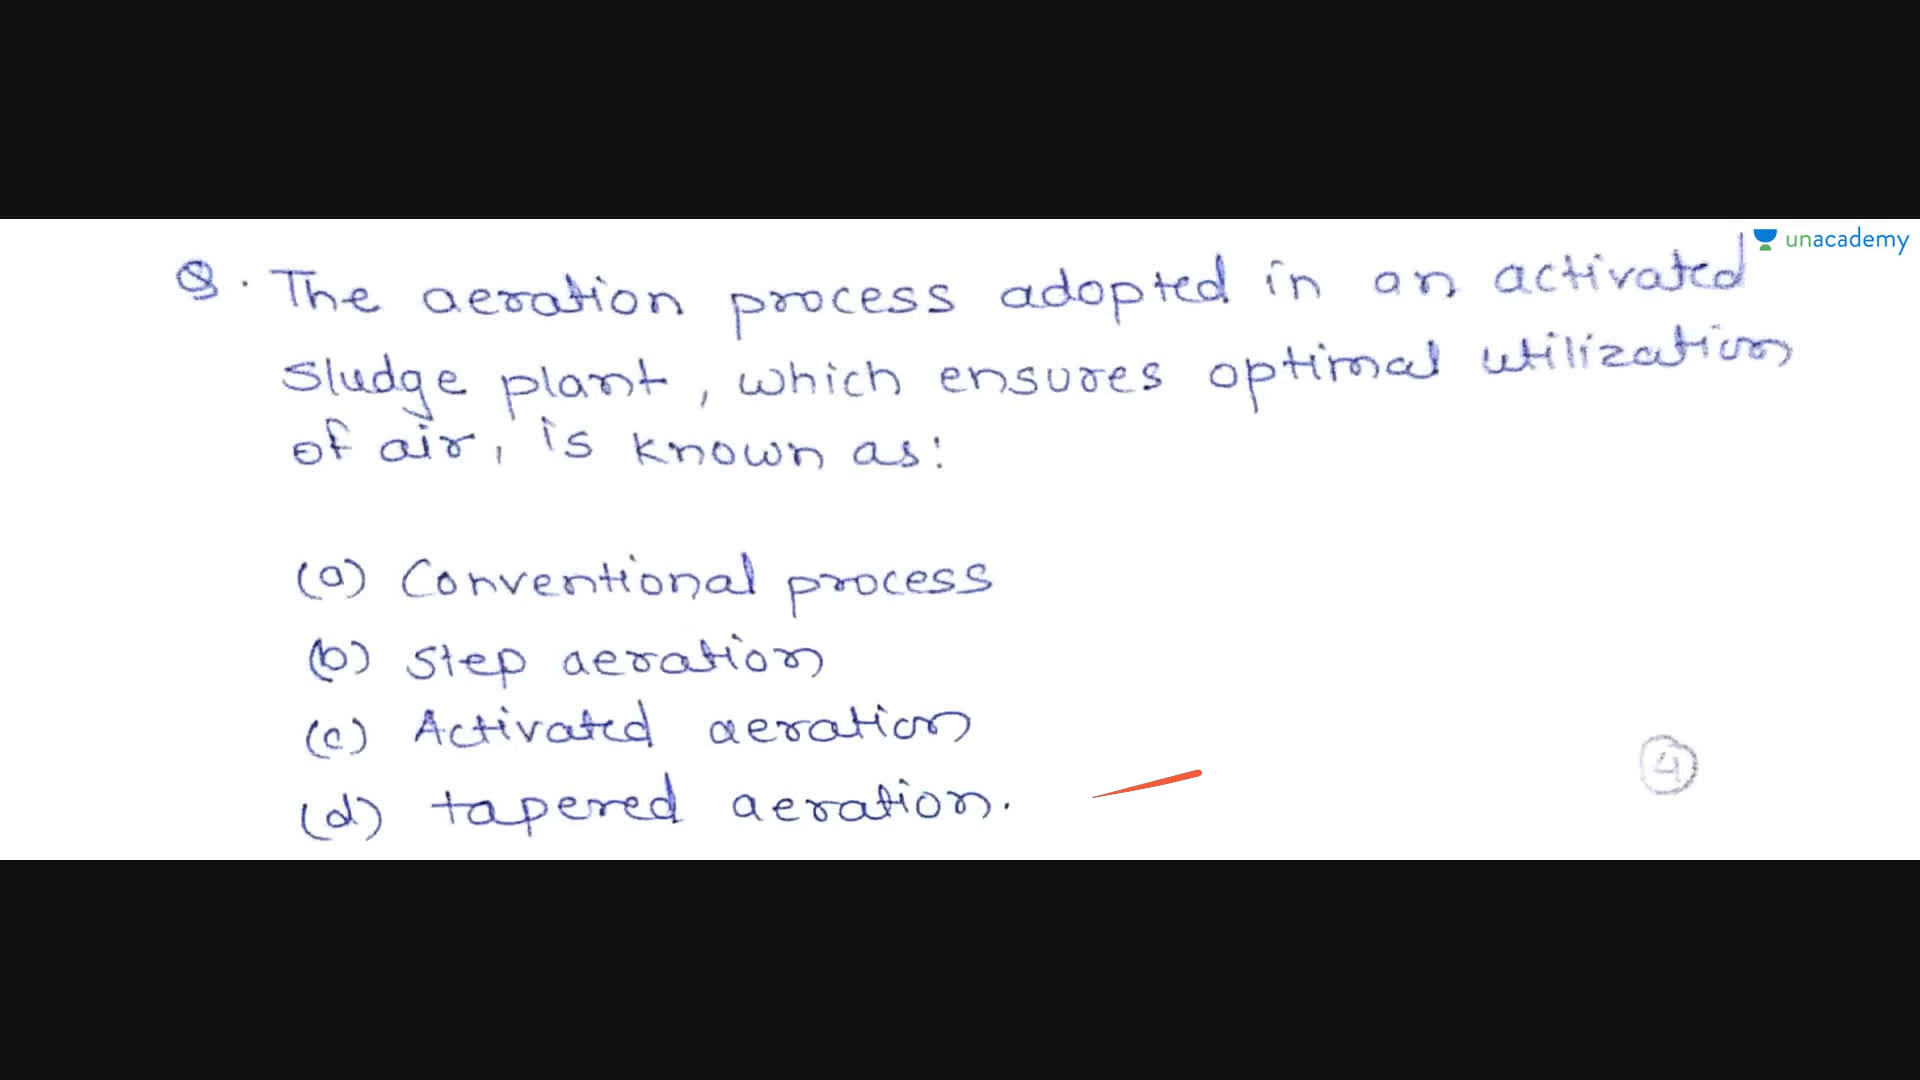 unacademy
Q. The aeration process adopted in an activated
sludge plant, which ensures optimal utilization
of air, is known as:
(a) Conventional process
(b) step aeration
(c) Activated aeration
(d) tapered aeration.
4